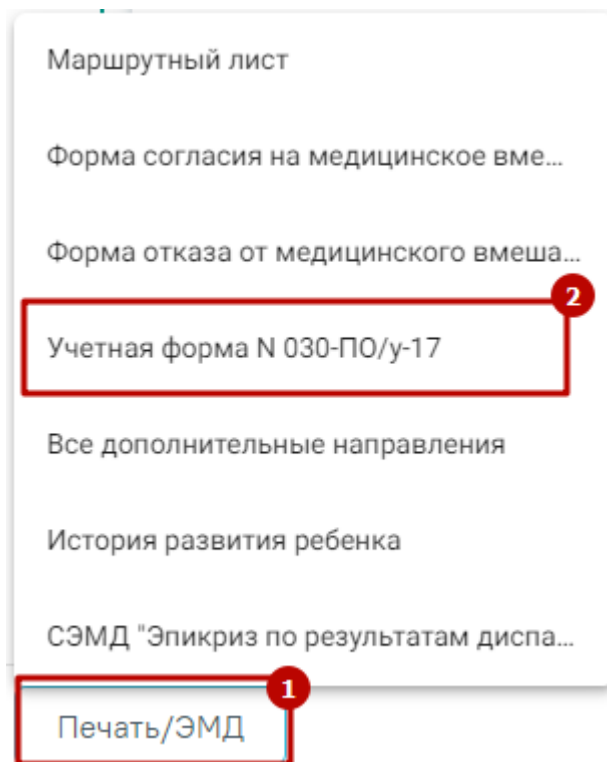 Маршрутный лист
Форма согласия на медицинское вме...
Форма отказа от медицинского вмеша...
2
Учетная форма N 030-ПО/у-17
Все дополнительные направления
История развития ребенка
СЭМД "Эпикриз по результатам диспа...
1
Печать/ЭМД